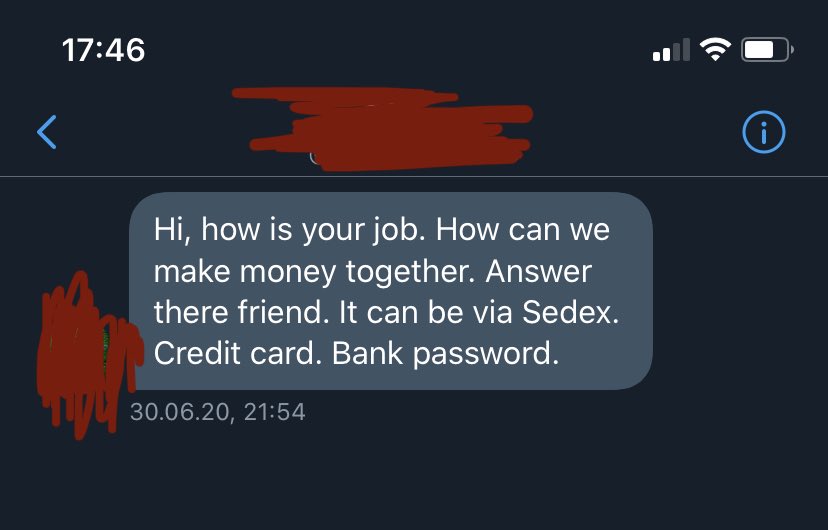 17:46
Hi, how is your job. How can we
make money together. Answer
there friend. It can be via Sedex.
Credit card. Bank password.
30.06.20, 21:54